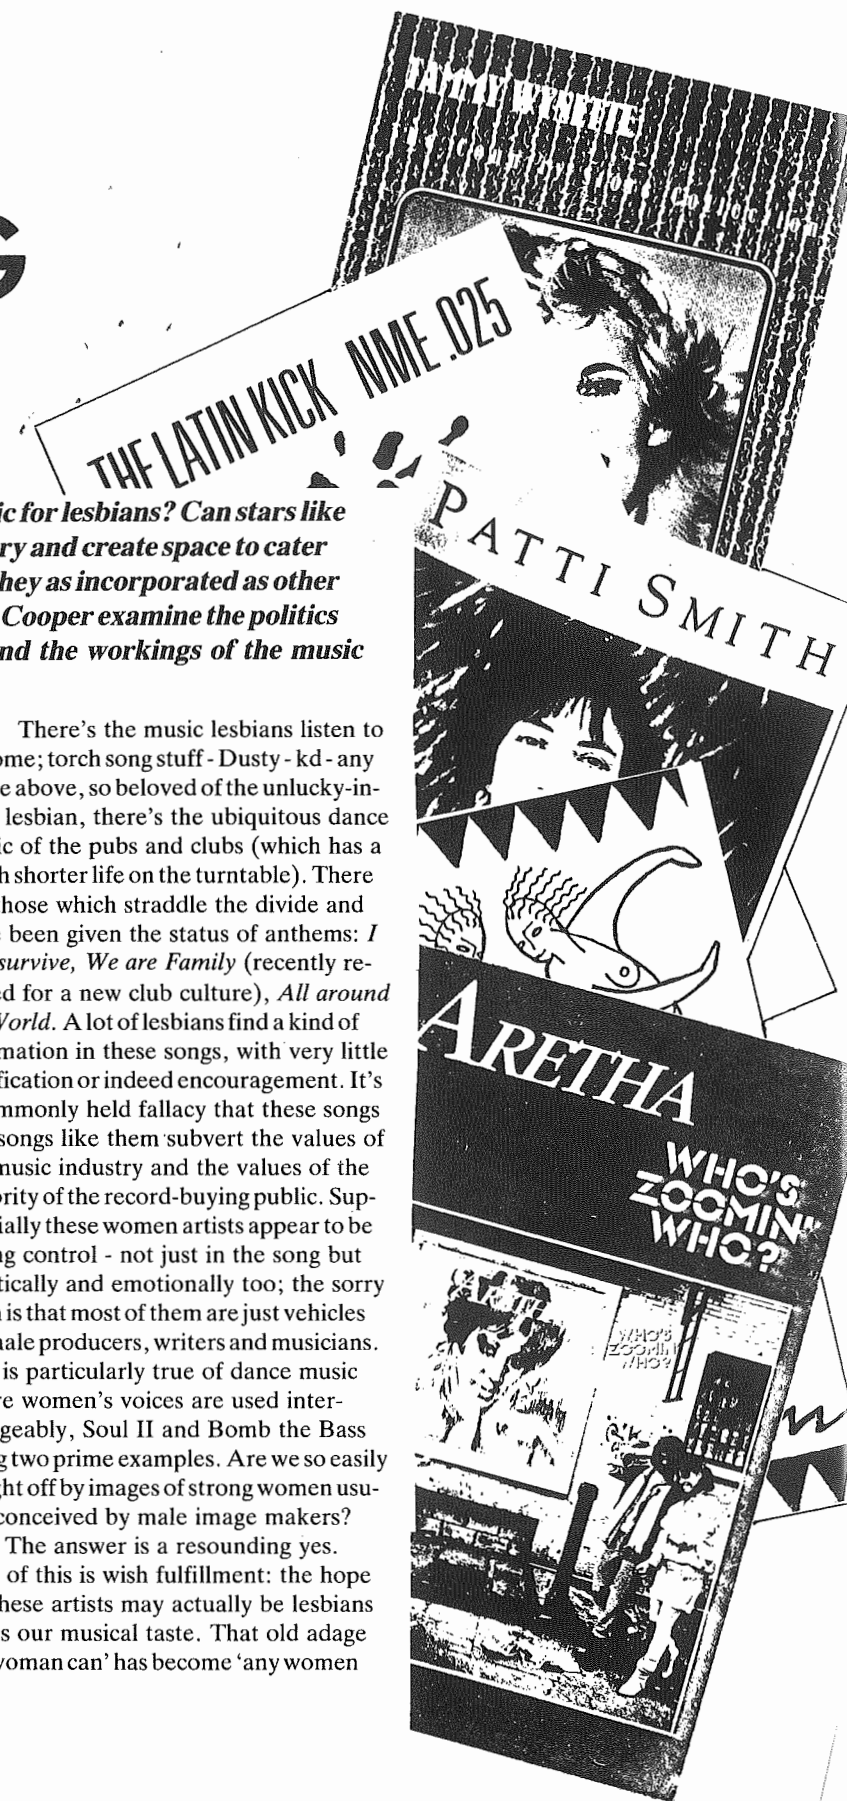 G
TAMMY WYNETTE
THE LATIN KICK NME .025
PATTI SMITH
ic for lesbians? Can stars like
ry and create space to cater
hey as incorporated as other
Cooper examine the politics
nd the workings of the music
There's the music lesbians listen to
ome; torch song stuff - Dusty - kd - any
e above, so beloved of the unlucky-in-
lesbian, there's the ubiquitous dance
ic of the pubs and clubs (which has a
h shorter life on the turntable). There
hose which straddle the divide and
been given the status of anthems: I
survive, We are Family (recently re-
ed for a new club culture), All around
World. A lot of lesbians find a kind of
mation in these songs, with very little
fication or indeed encouragement. It's
mmonly held fallacy that these songs
songs like them subvert the values of
music industry and the values of the
ority of the record-buying public. Sup-
ially these women artists appear to be
ng control - not just in the song but
tically and emotionally too; the sorry
is that most of them are just vehicles
male producers, writers and musicians.
is particularly true of dance music
re women's voices are used inter-
geably, Soul II and Bomb the Bass
g two prime examples. Are we so easily
ght off by images of strong women usu-
conceived by male image makers?
The answer is a resounding yes.
of this is wish fulfillment: the hope
hese artists may actually be lesbians
s our musical taste. That old adage
woman can' has become 'any women
ARETHA
WHO'S
ZOOMIN'
WHO?
WHO'S
ZOOMIN'
WHO?